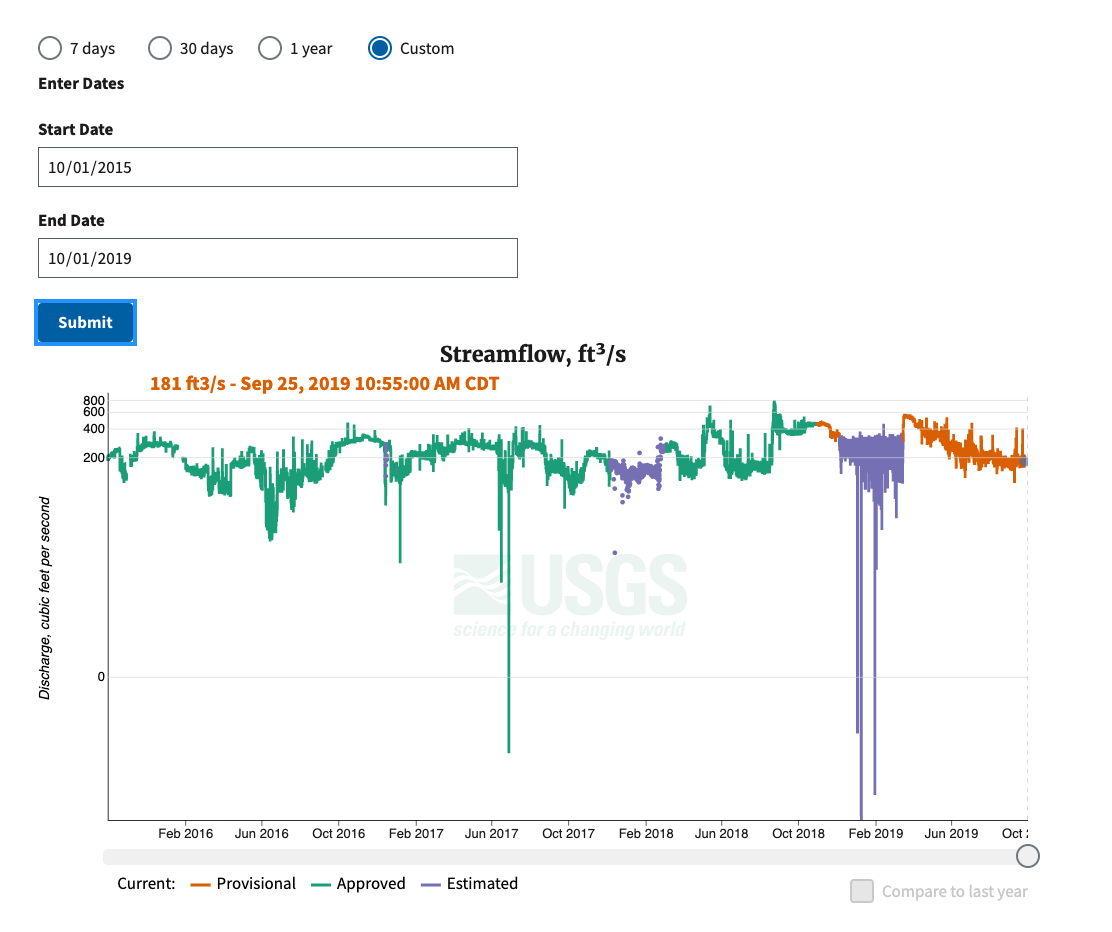 7 days 30 days 1 year Custom
Enter Dates
Start Date
10/01/2015
End Date
10/01/2019
Submit
Streamflow, ft³/s
181 ft3/s - Sep 25, 2019 10:55:00 AM CDT
800
600
400
200
0
Discharge, cubic feet per second
USGS
science for a changing world
Feb 2016 Jun 2016 Oct 2016 Feb 2017 Jun 2017 Oct 2017 Feb 2018 Jun 2018 Oct 2018 Feb 2019 Jun 2019 Oct
Current: Provisional Approved Estimated
Compare to last year